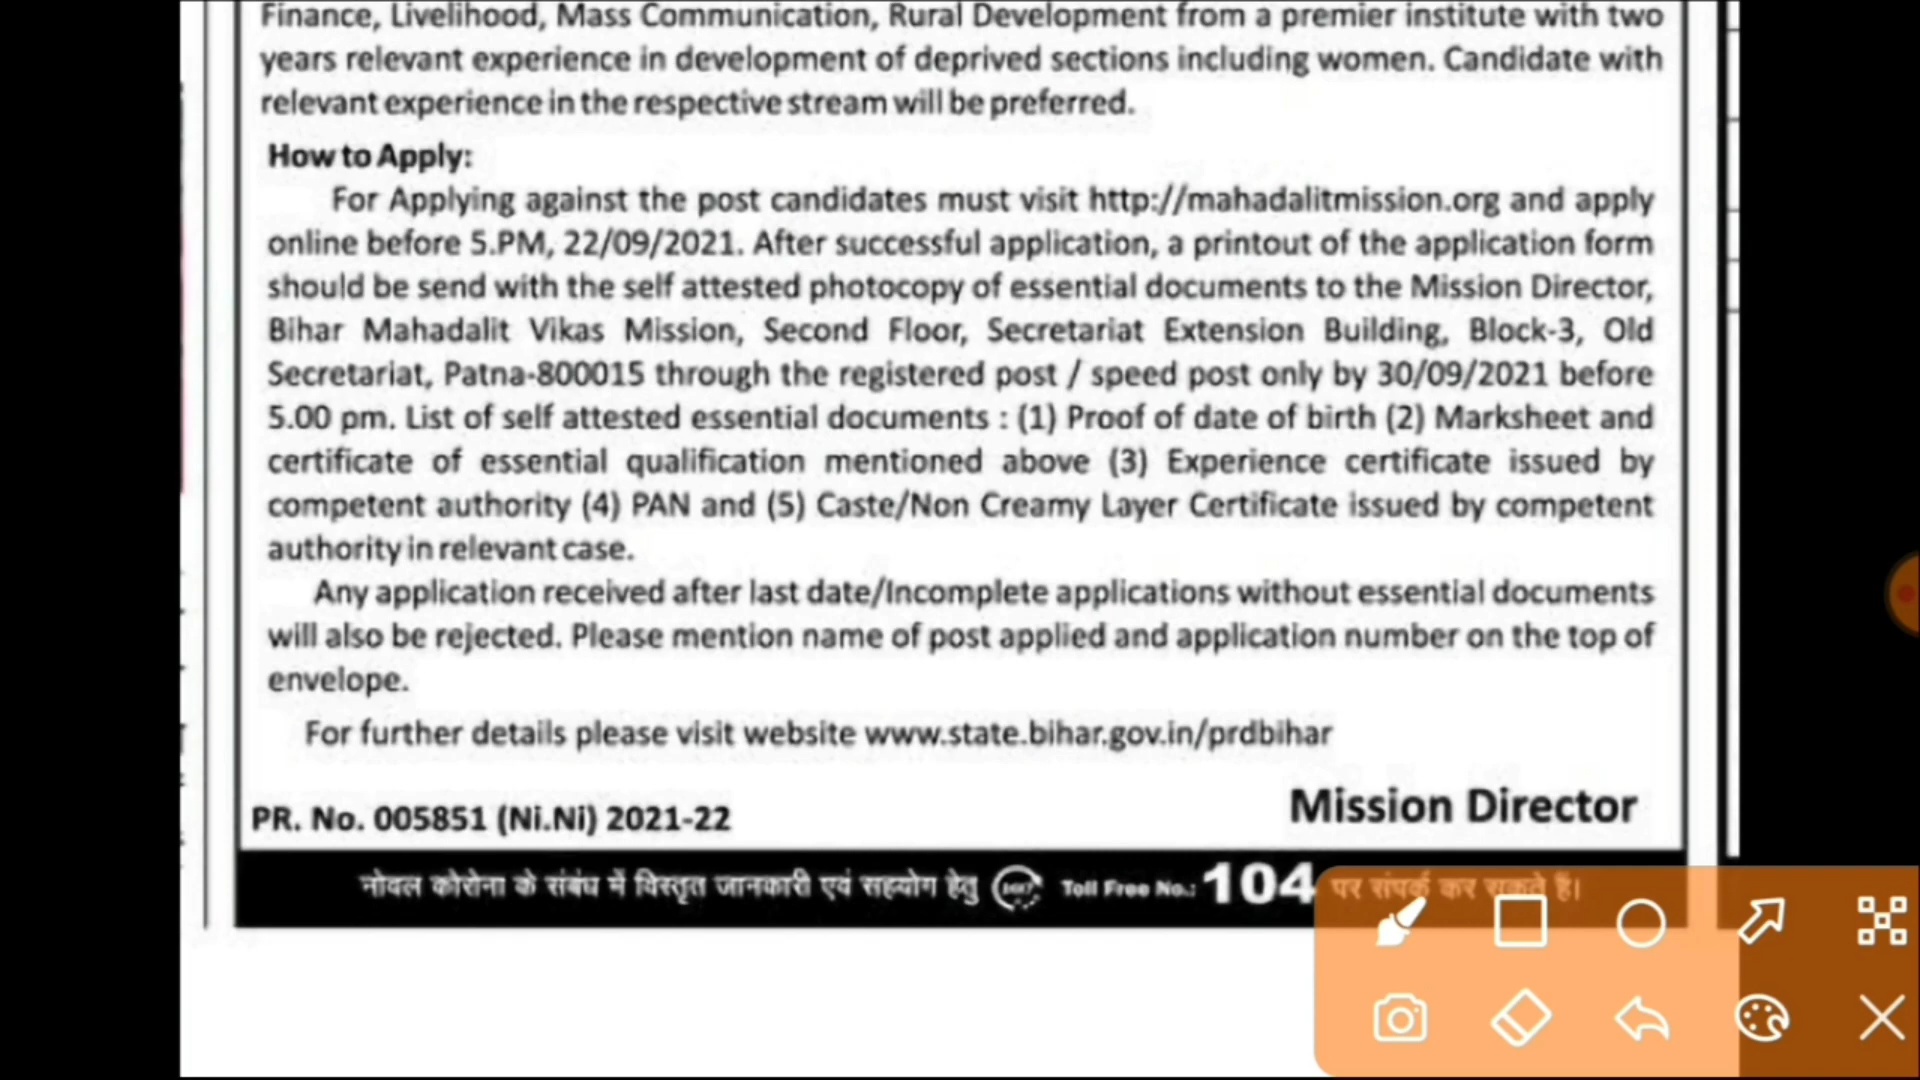 Finance, Livelihood, Mass Communication, Rural Development from a premier institute with two
years relevant experience in development of deprived sections including women. Candidate with
relevant experience in the respective stream will be preferred.
How to Apply:
For Applying against the post candidates must visit http://mahadalitmission.org and apply
online before 5.PM, 22/09/2021. After successful application, a printout of the application form
should be send with the self attested photocopy of essential documents to the Mission Director,
Bihar Mahadalit Vikas Mission, Second Floor, Secretariat Extension Building, Block-3, Old
Secretariat, Patna-800015 through the registered post / speed post only by 30/09/2021 before
5.00 pm. List of self attested essential documents : (1) Proof of date of birth (2) Marksheet and
certificate of essential qualification mentioned above (3) Experience certificate issued by
competent authority (4) PAN and (5) Caste/Non Creamy Layer Certificate issued by competent
authority in relevant case.
Any application received after last date/Incomplete applications without essential documents
will also be rejected. Please mention name of post applied and application number on the top of
envelope.
For further details please visit website www.state.bihar.gov.in/prdbihar
Mission Director
PR. No. 005851 (Ni.Ni) 2021-22
नोवल कोरोना के संबंध में विस्तृत जानकारी एवं सहयोग हेतु Toll Free No.: 104 पर संपर्क कर सकते हैं।